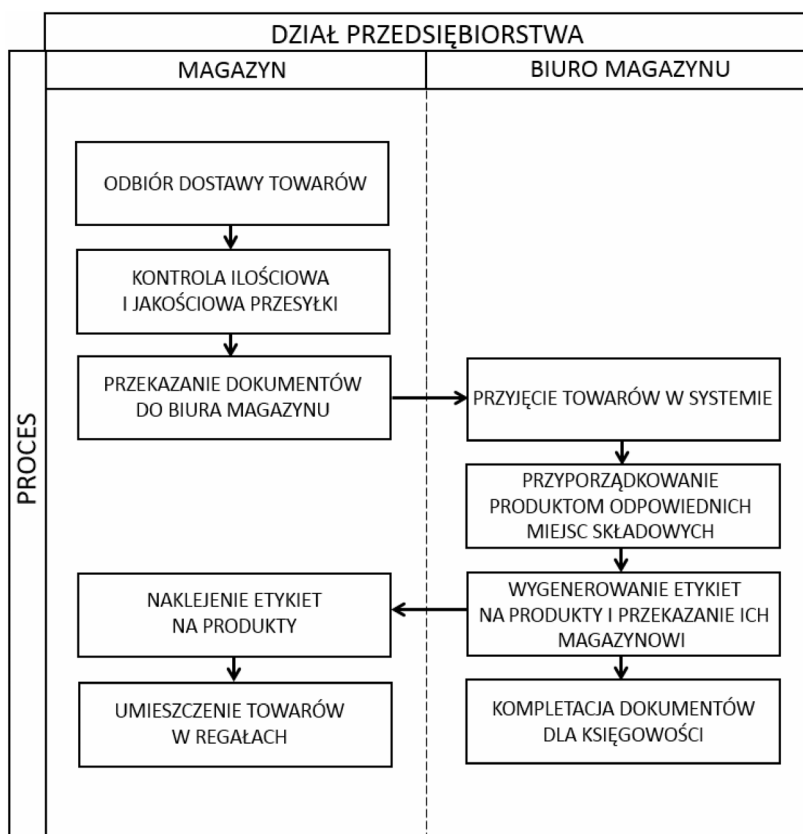 DZIAŁ PRZEDSIĘBIORSTWA
MAGAZYN
BIURO MAGAZYNU
PROCES
ODBIÓR DOSTAWY TOWARÓW
KONTROLA ILOŚCIOWA
I JAKOŚCIOWA PRZESYŁKI
PRZEKAZANIE DOKUMENTÓW
DO BIURA MAGAZYNU
PRZYJĘCIE TOWARÓW W SYSTEMIE
PRZYPORZĄDKOWANIE
PRODUKTOM ODPOWIEDNICH
MIEJSC SKŁADOWYCH
WYGENEROWANIE ETYKIET
NA PRODUKTY I PRZEKAZANIE ICH
MAGAZYNOWI
NAKLEJENIE ETYKIET
NA PRODUKTY
UMIESZCZENIE TOWARÓW
W REGAŁACH
KOMPLETACJA DOKUMENTÓW
DLA KSIĘGOWOŚCI